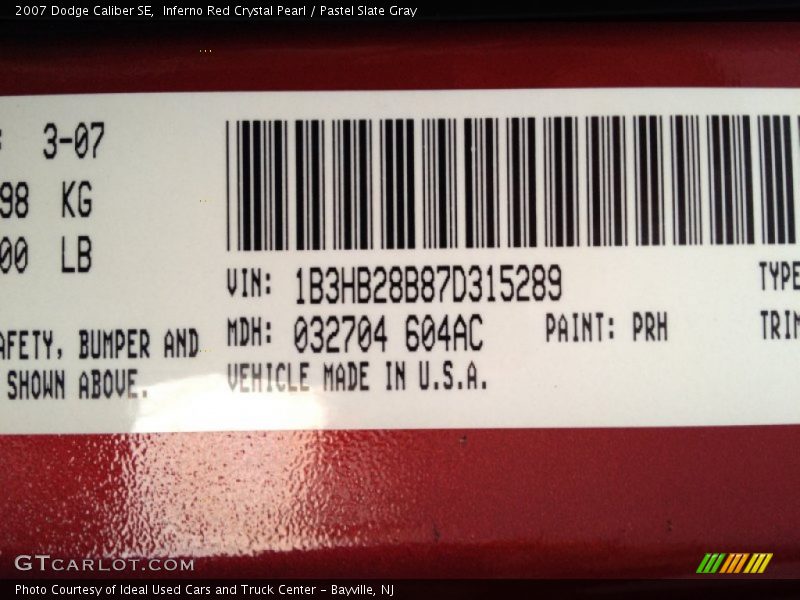 2007 Dodge Caliber SE, Inferno Red Crystal Pearl / Pastel Slate Gray
3-07
98 KG
00 LB
VIN: 1B3HB28B87D315289
TYPE
MDH: 032704 604AC PAINT: PRH
TRIM
AFETY, BUMPER AND
SHOWN ABOVE.
VEHICLE MADE IN U.S.A.
GTCARLOT.COM
Photo Courtesy of Ideal Used Cars and Truck Center - Bayville, NJ